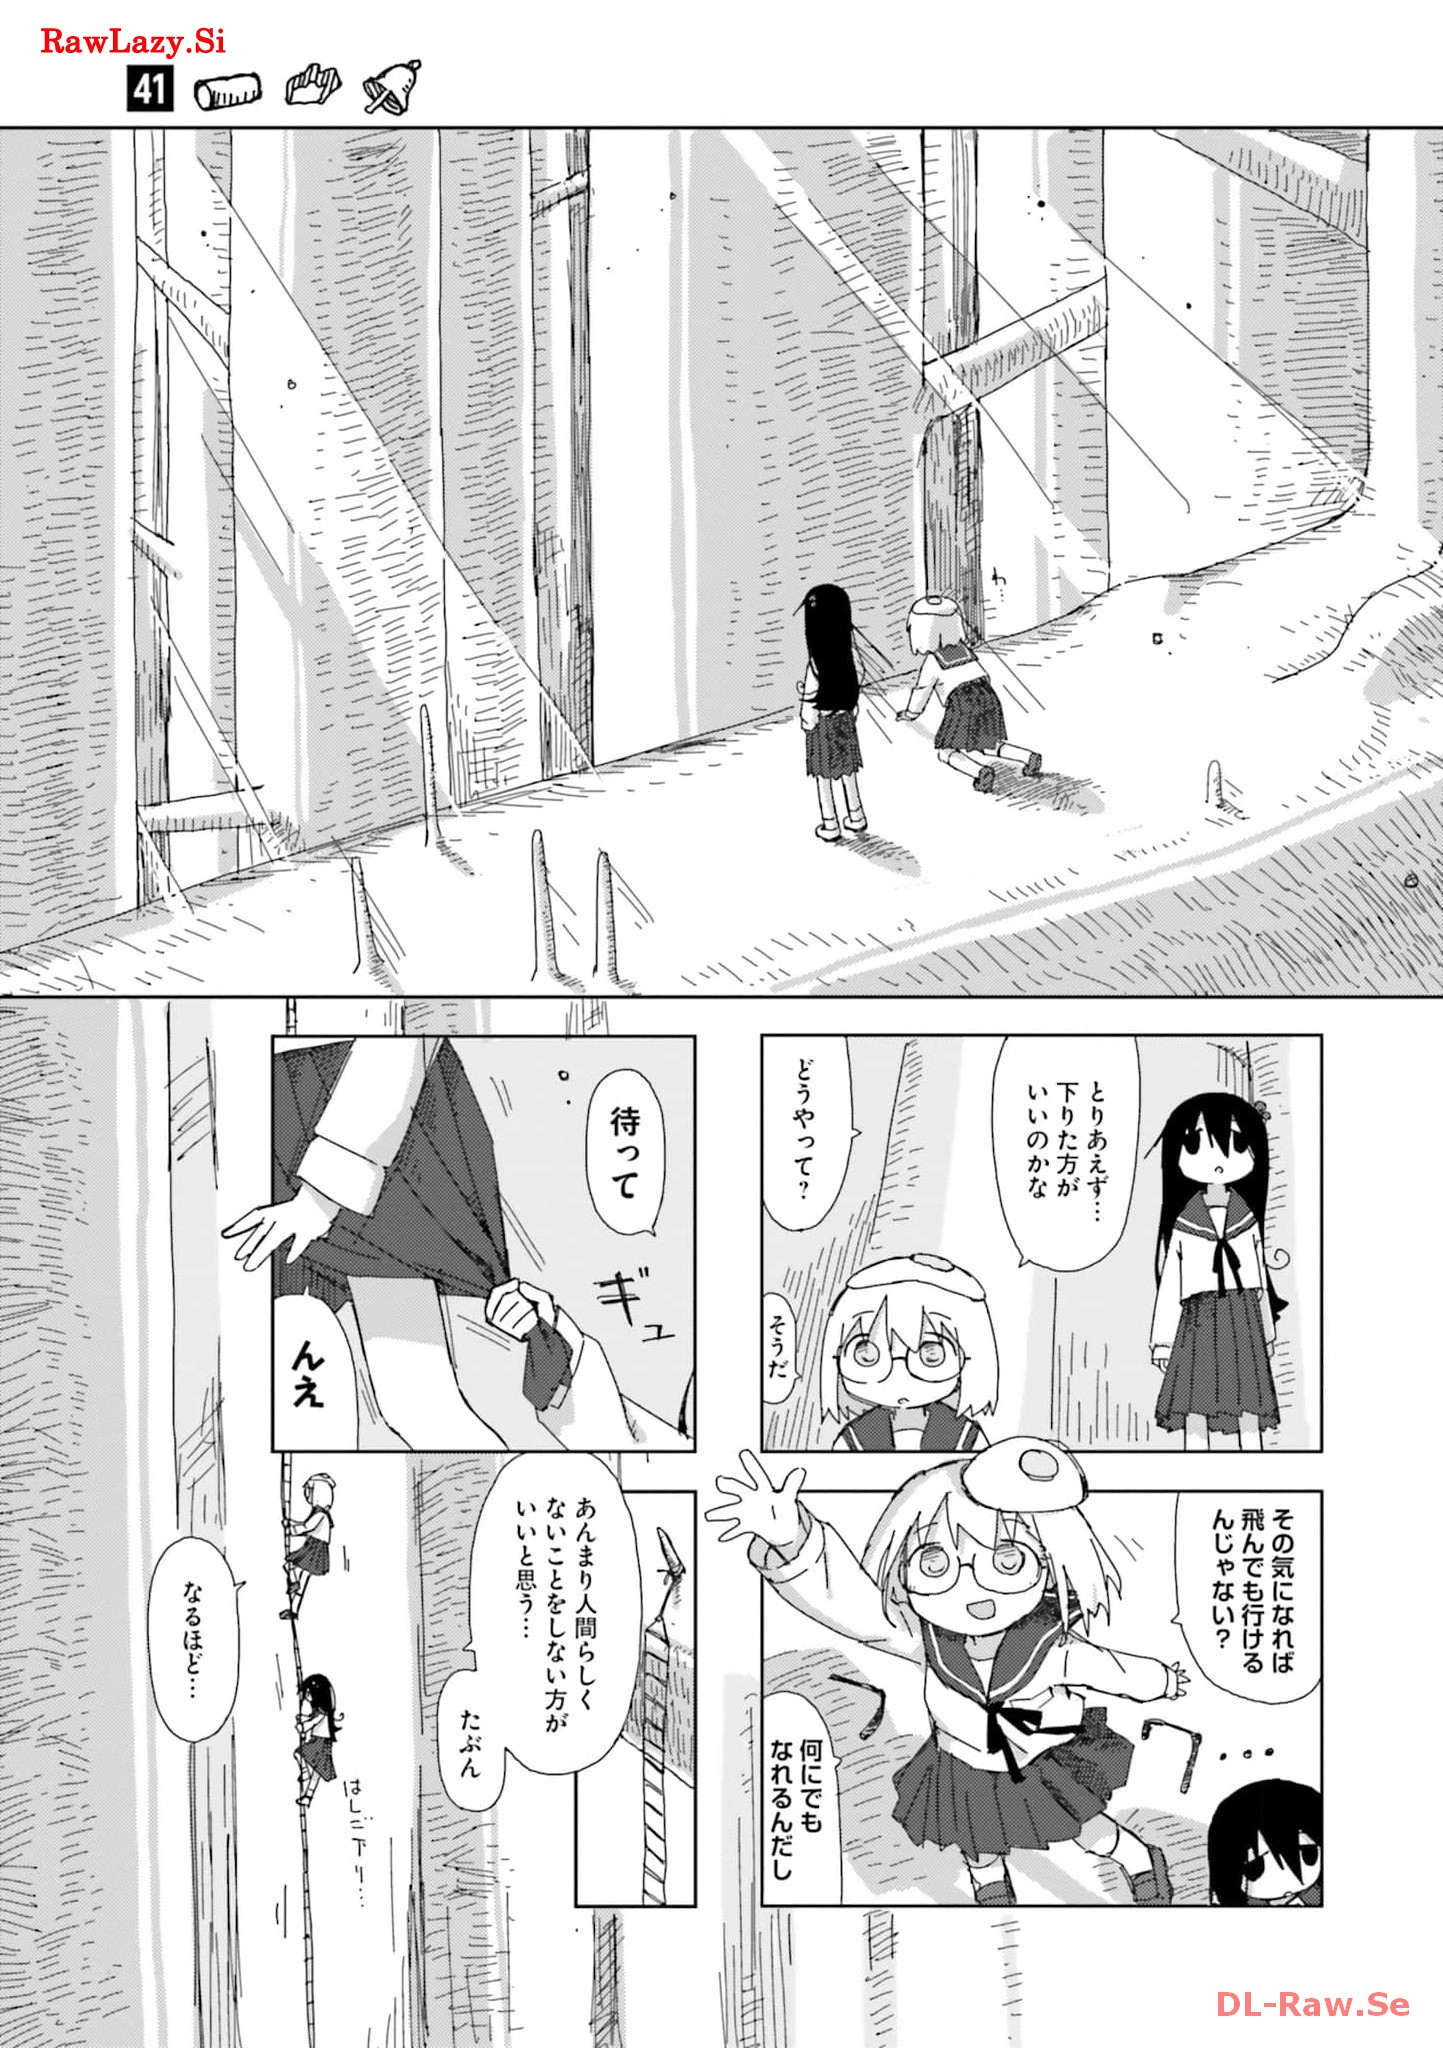 RawLazy.Si
41
わ…
とりあえず…
下りた方が
いいのかな
どうやって?
そうだ
待って
ギュ
んえ
その気になれば
飛んでも行ける
んじゃない?
・・・
何にでも
なれるんだし
あんまり人間らしく
ないことをしない方が
いいと思う…
たぶん
なるほど…
はしご下り…
DL-Raw.Se